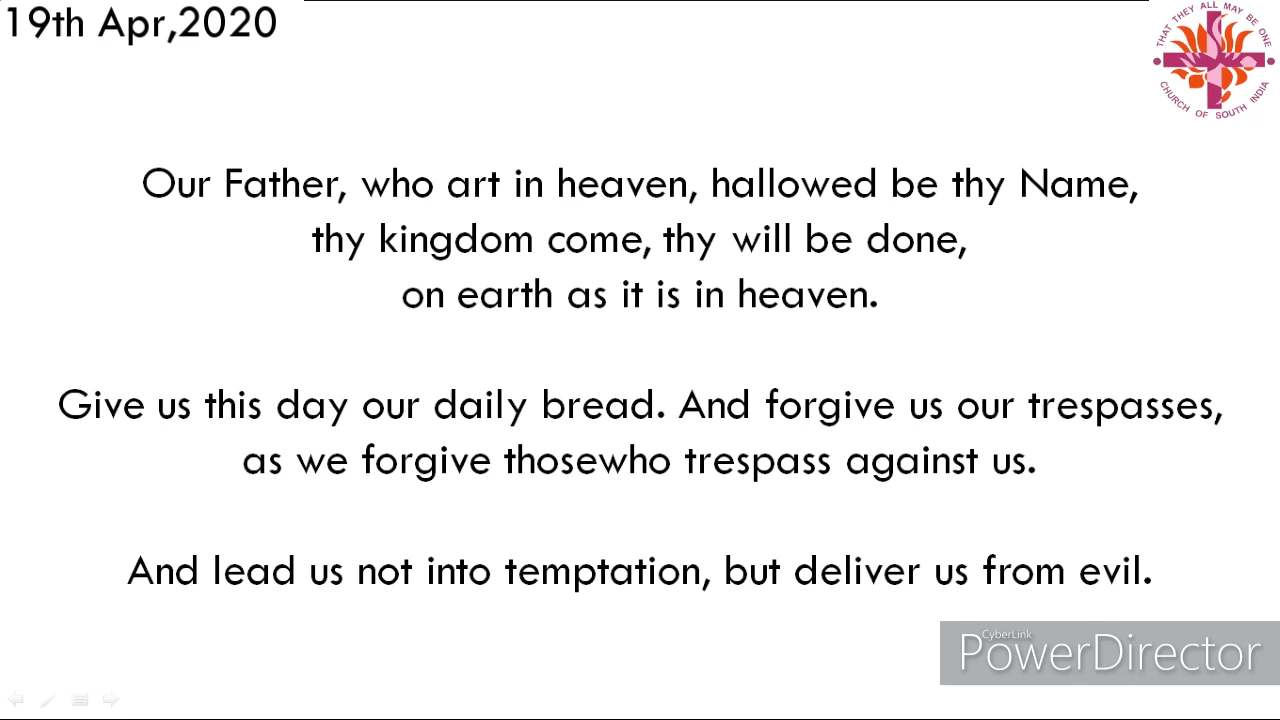 19th Apr,2020
THAT THEY ALL MAY BE ONE
CHURCH OF SOUTH INDIA
Our Father, who art in heaven, hallowed be thy Name,
thy kingdom come, thy will be done,
on earth as it is in heaven.
Give us this day our daily bread. And forgive us our trespasses,
as we forgive thosewho trespass against us.
And lead us not into temptation, but deliver us from evil.
CyberLink
PowerDirector